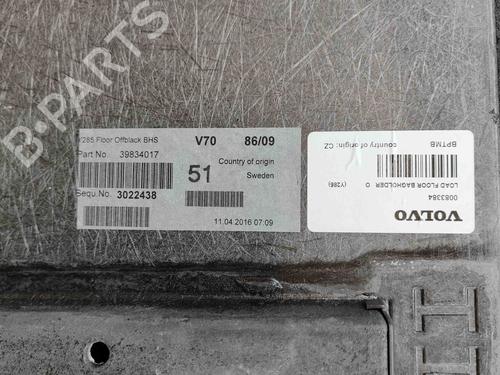 Y285 Floor Offblack BHS
V70 86/09
Part No. 39834017
51
Country of origin
Sweden
Sequ.No. 3022438
11.04.2016 07:09
VOLVO
0083384
LOAD FLOOR BAGHOLDER O
(Y286)
country of origin: CZ
BPTMB
B-PARTS